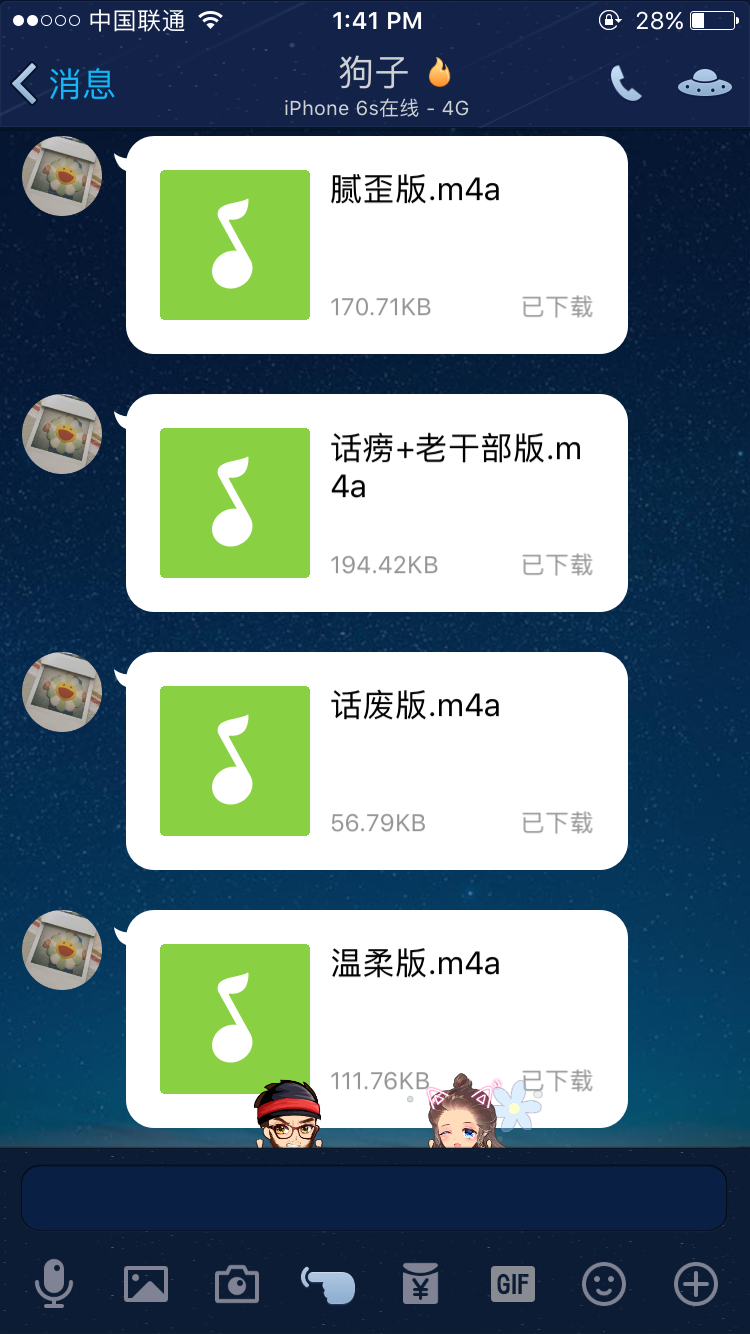 中国联通
1:41 PM
28%
消息
狗子
iPhone 6s在线 - 4G
腻歪版.m4a
170.71KB
已下载
话痨+老干部版.m
4a
194.42KB
已下载
话废版.m4a
56.79KB
已下载
温柔版.m4a
111.76KB
已下载
¥
GIF